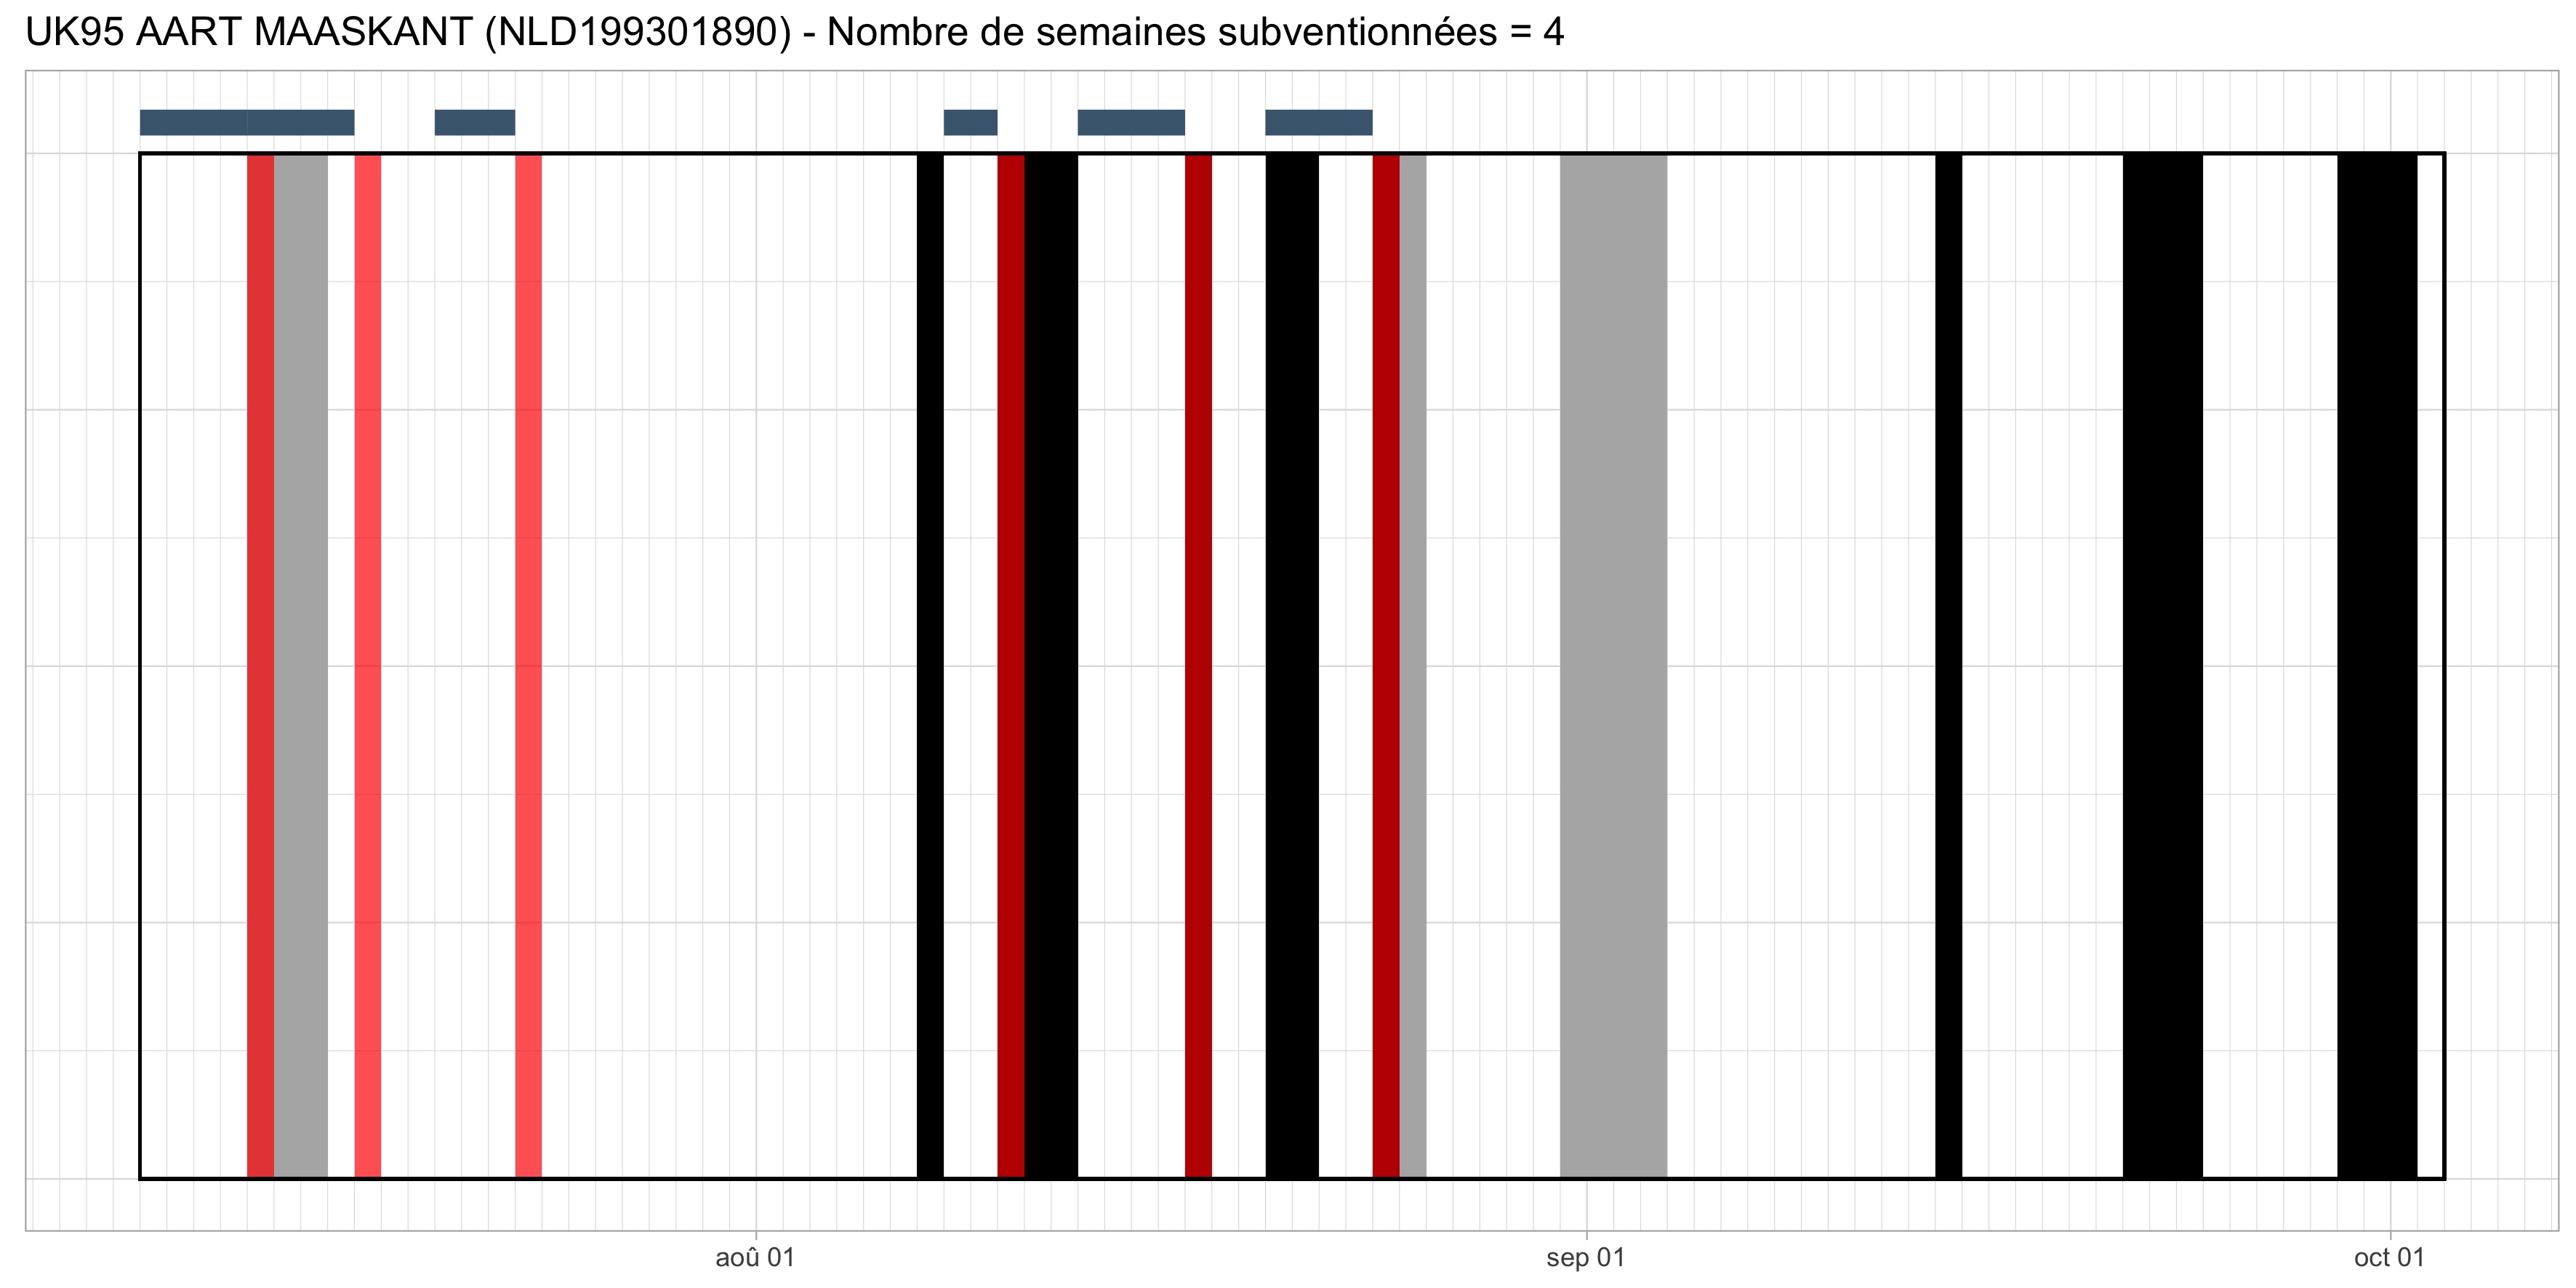 UK95 AART MAASKANT (NLD199301890) - Nombre de semaines subventionnées = 4
aoû 01
sep 01
oct 01